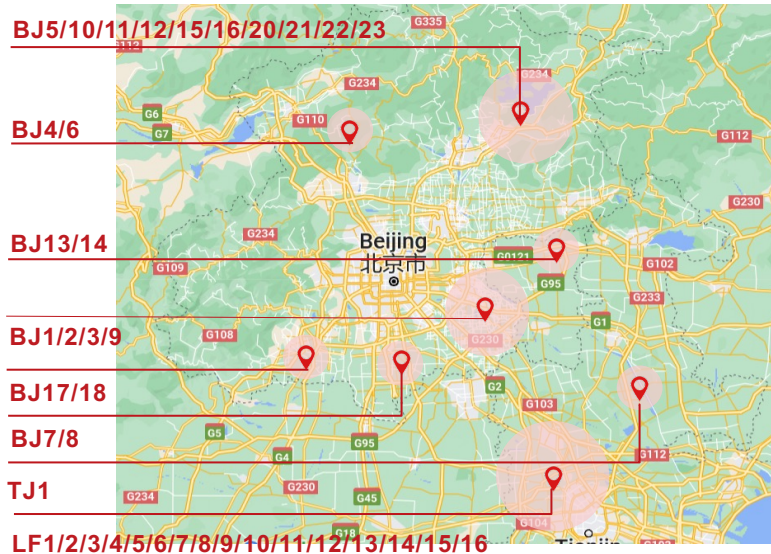 BJ5/10/11/12/15/16/20/21/22/23
G335
G112
G234
G234
G6
G110
BJ4/6
G7
G112
G230
G234
Beijing
BJ13/14
北京市
G0121
G109
G102
G95
G233
G1
BJ1/2/3/9
G108
G230
BJ17/18
G2
G103
BJ7/8
G5
G95
G4
G112
TJ1
G234
G230
G45
G104
G18
Tianjin
LF1/2/3/4/5/6/7/8/9/10/11/12/13/14/15/16